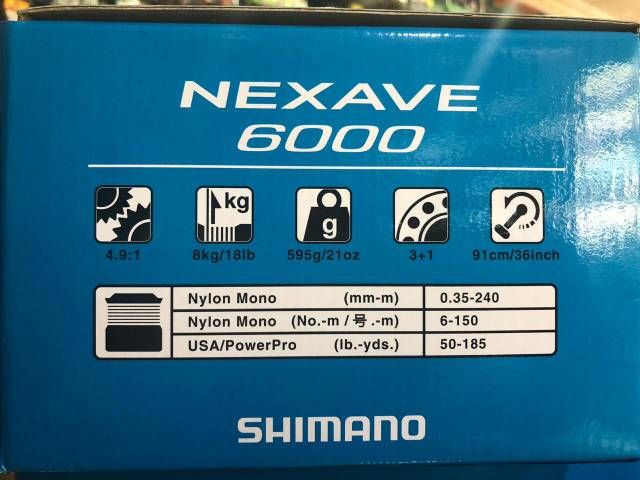 NEXAVE
6000
kg
g
4.9:1
8kg/18lb
595g/21oz
3+1
91cm/36inch
Nylon Mono (mm-m) 0.35-240
Nylon Mono (No.-m / 号.-m) 6-150
USA/PowerPro (lb.-yds.) 50-185
SHIMANO